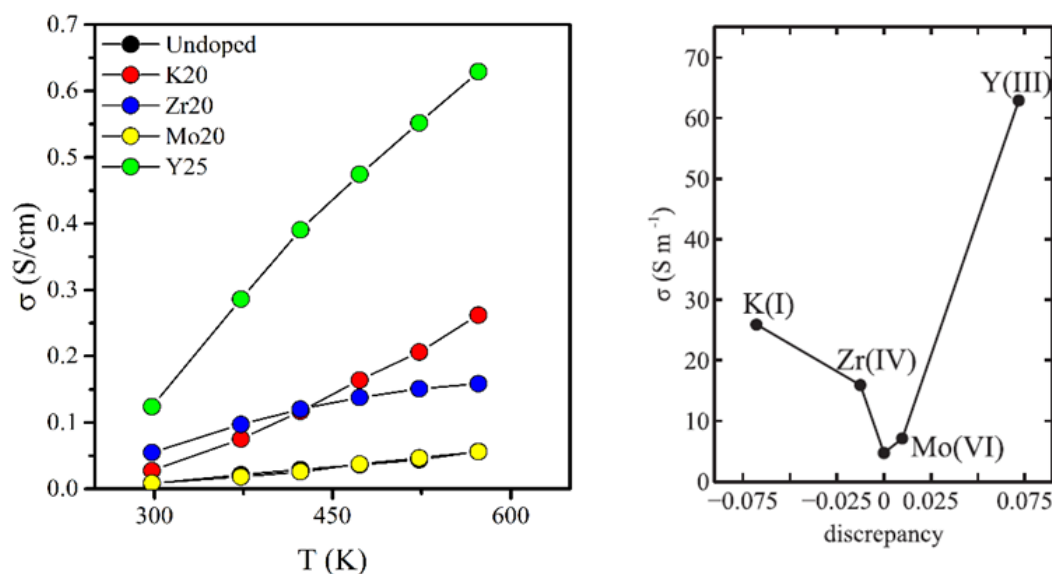 0.7
0.6
0.5
0.4
0.3
0.2
0.1
0.0
σ (S/cm)
Undoped
K20
Zr20
Mo20
Y25
300
450
600
T (K)
70
60
50
40
30
20
10
0
σ (S m⁻¹)
Y(III)
K(I)
Zr(IV)
Mo(VI)
−0.075
−0.025
0
0.025
0.075
discrepancy